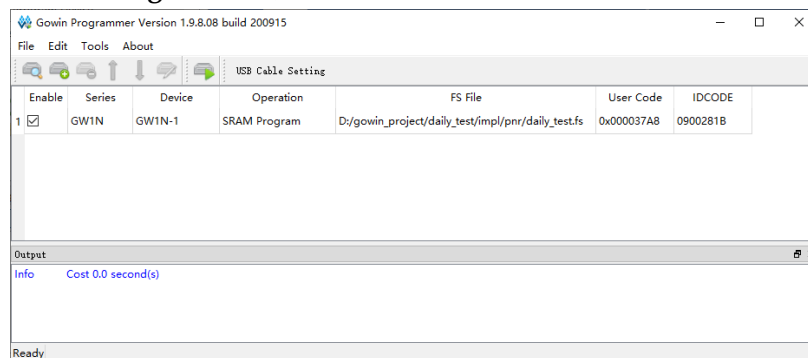 Gowin Programmer Version 1.9.8.08 build 200915
File Edit Tools About
USB Cable Setting
Enable Series Device Operation FS File User Code IDCODE
1 GW1N GW1N-1 SRAM Program D:/gowin_project/daily_test/impl/pnr/daily_test.fs 0x000037A8 0900281B
Output
Info Cost 0.0 second(s)
Ready